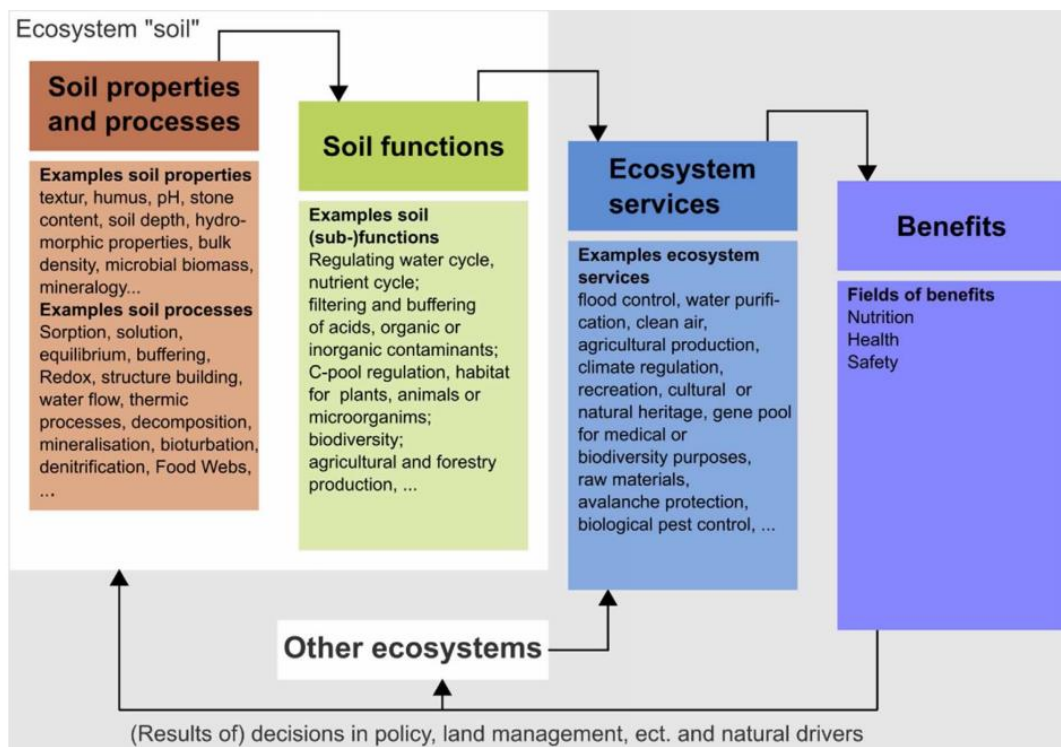 Ecosystem "soil"
Soil properties
and processes
Examples soil properties
textur, humus, pH, stone
content, soil depth, hydro-
morphic properties, bulk
density, microbial biomass,
mineralogy...
Examples soil processes
Sorption, solution,
equilibrium, buffering,
Redox, structure building,
water flow, thermic
processes, decomposition,
mineralisation, bioturbation,
denitrification, Food Webs,
...
Soil functions
Examples soil
(sub-)functions
Regulating water cycle,
nutrient cycle;
filtering and buffering
of acids, organic or
inorganic contaminants;
C-pool regulation, habitat
for plants, animals or
microorganims;
biodiversity;
agricultural and forestry
production, ...
Ecosystem
services
Examples ecosystem
services
flood control, water purifi-
cation, clean air,
agricultural production,
climate regulation,
recreation, cultural or
natural heritage, gene pool
for medical or
biodiversity purposes,
raw materials,
avalanche protection,
biological pest control, ...
Benefits
Fields of benefits
Nutrition
Health
Safety
Other ecosystems
(Results of) decisions in policy, land management, ect. and natural drivers